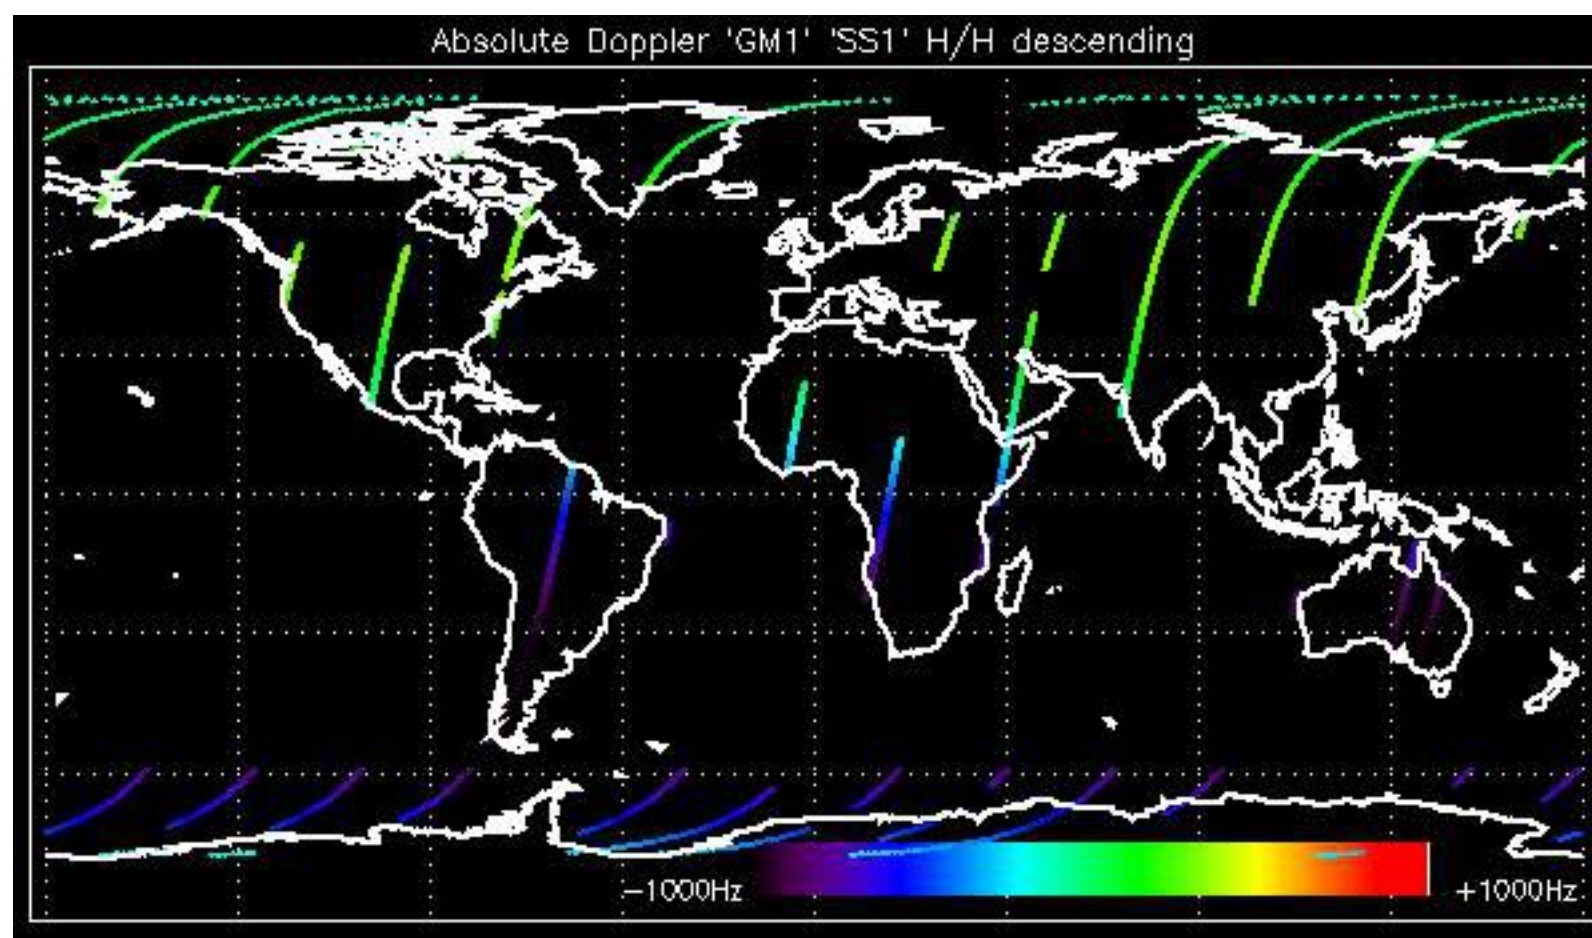 Absolute Doppler 'GM1' 'SS1' H/H descending
-1000Hz
+1000Hz